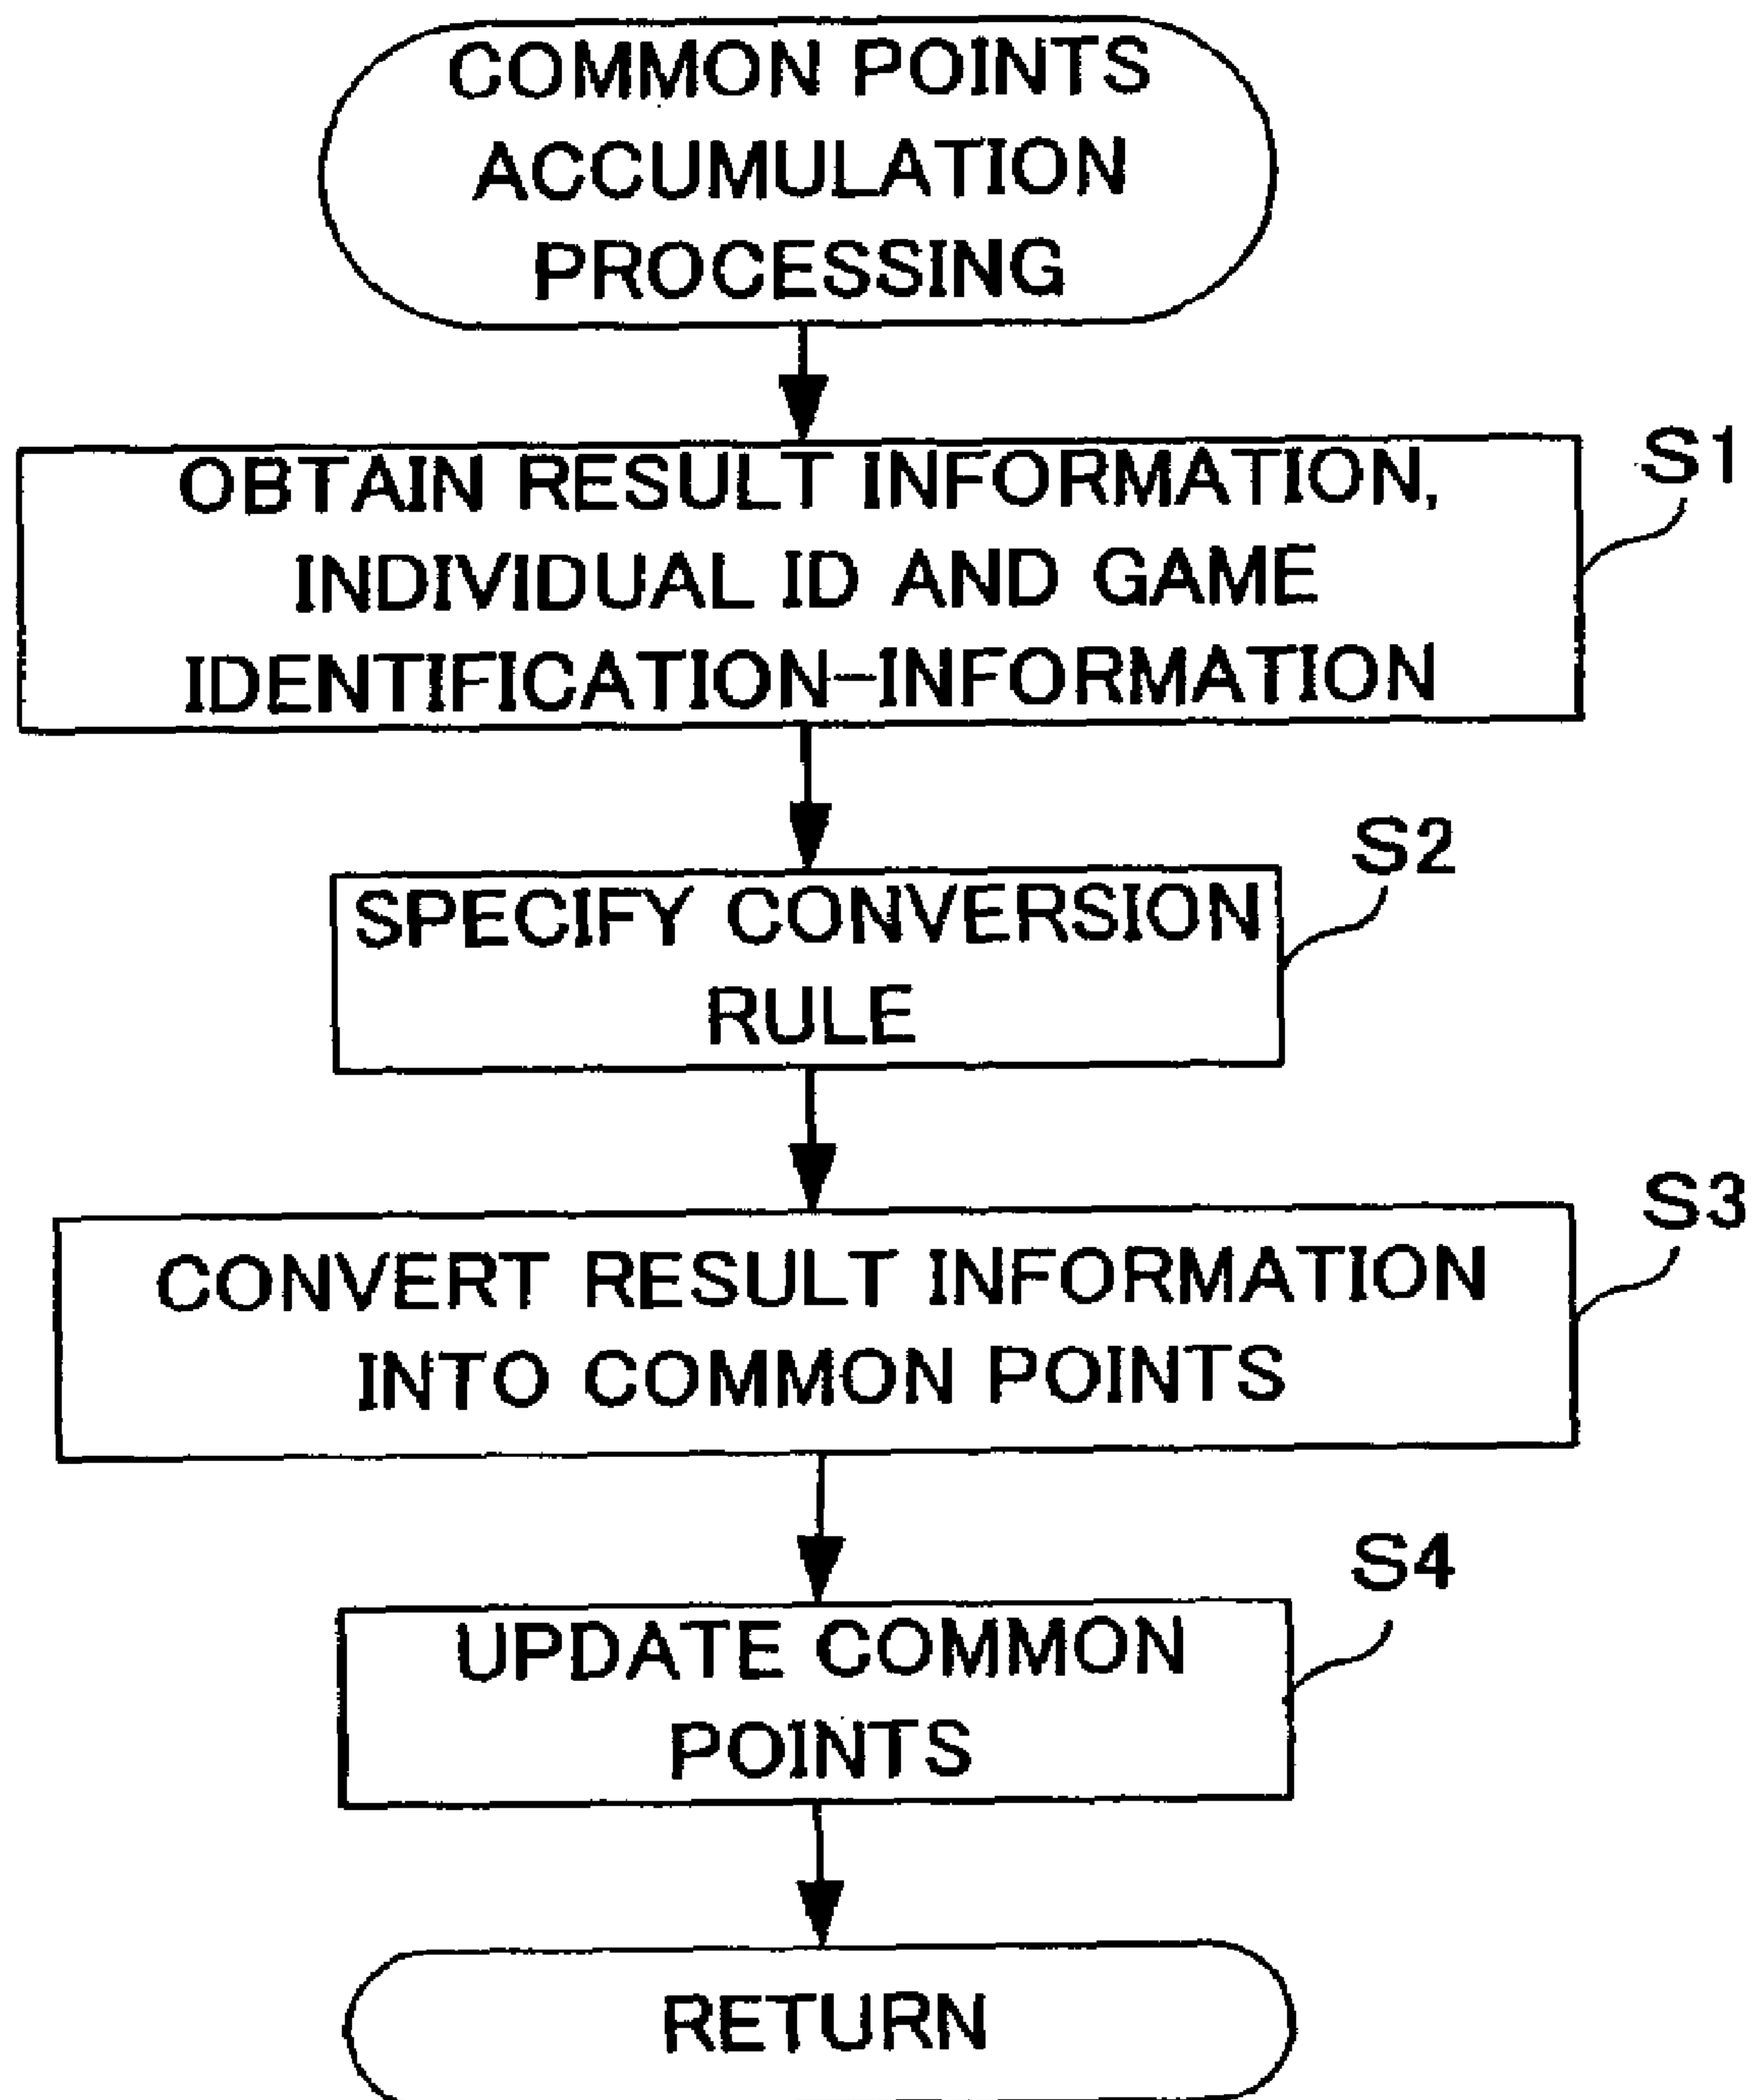 COMMON POINTS
ACCUMULATION
PROCESSING
S1
OBTAIN RESULT INFORMATION,
INDIVIDUAL ID AND GAME
IDENTIFICATION-INFORMATION
S2
SPECIFY CONVERSION
RULE
S3
CONVERT RESULT INFORMATION
INTO COMMON POINTS
S4
UPDATE COMMON
POINTS
RETURN